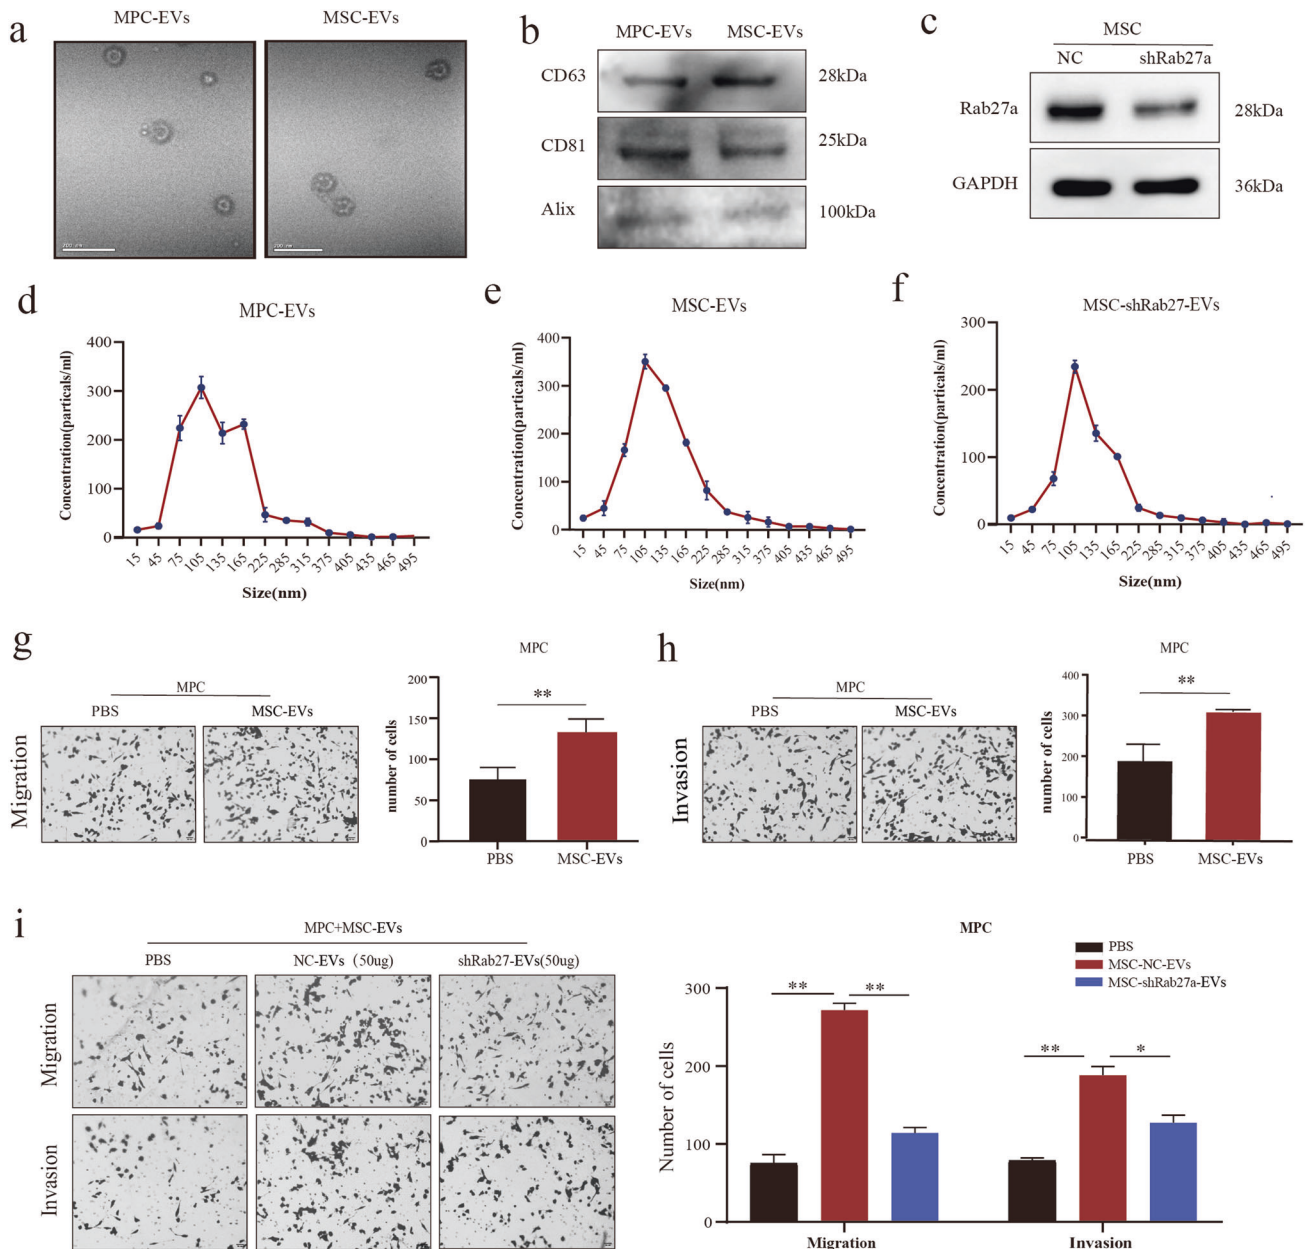 a
MPC-EVs
MSC-EVs
200 nm
200 nm
b
MPC-EVs MSC-EVs
CD63 28kDa
CD81 25kDa
Alix 100kDa
c
MSC
NC shRab27a
Rab27a 28kDa
GAPDH 36kDa
d
MPC-EVs
Concentration(particals/ml)
400
300
200
100
0
15 45 75 105 135 165 225 285 315 375 405 435 465 495
Size(nm)
e
MSC-EVs
Concentration(particals/ml)
400
300
200
100
0
15 45 75 105 135 165 225 285 315 375 405 435 465 495
Size(nm)
f
MSC-shRab27-EVs
Concentration(particals/ml)
300
200
100
0
15 45 75 105 135 165 225 285 315 375 405 435 465 495
Size(nm)
g
MPC
PBS MSC-EVs
Migration
MPC
number of cells
200
150
100
50
0
**
PBS MSC-EVs
h
MPC
PBS MSC-EVs
Invasion
MPC
number of cells
400
300
200
100
0
**
PBS MSC-EVs
i
MPC+MSC-EVs
PBS NC-EVs (50ug) shRab27-EVs(50ug)
Migration
Invasion
MPC
PBS
MSC-NC-EVs
MSC-shRab27a-EVs
Number of cells
300
200
100
0
** ** ** *
Migration Invasion